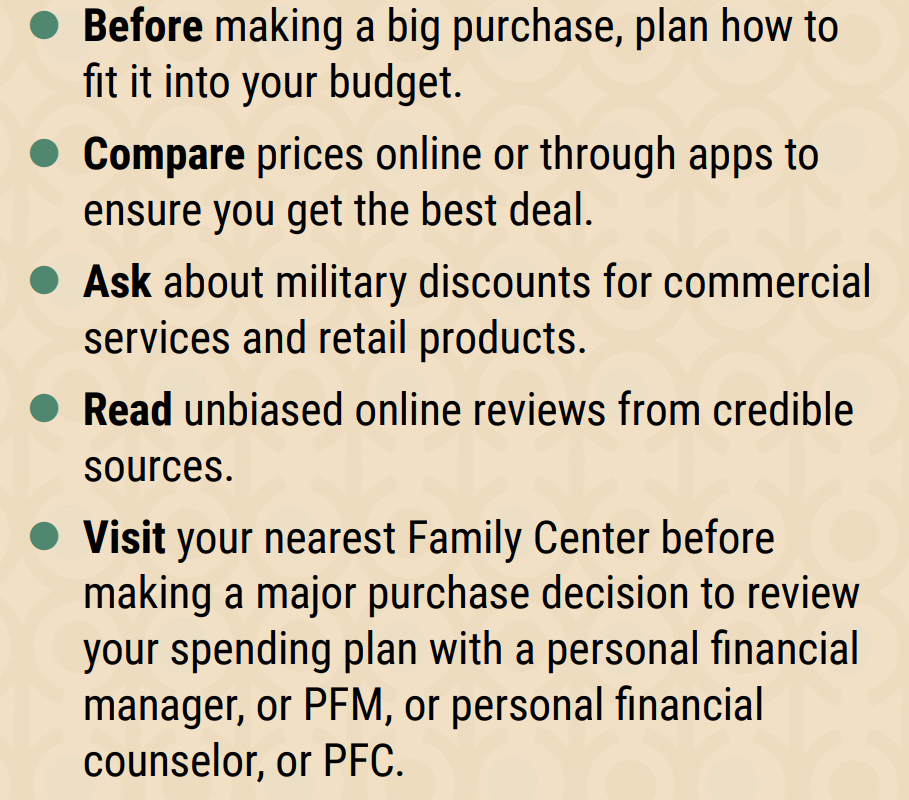 Before making a big purchase, plan how to
fit it into your budget.
Compare prices online or through apps to
ensure you get the best deal.
Ask about military discounts for commercial
services and retail products.
Read unbiased online reviews from credible
sources.
Visit your nearest Family Center before
making a major purchase decision to review
your spending plan with a personal financial
manager, or PFM, or personal financial
counselor, or PFC.